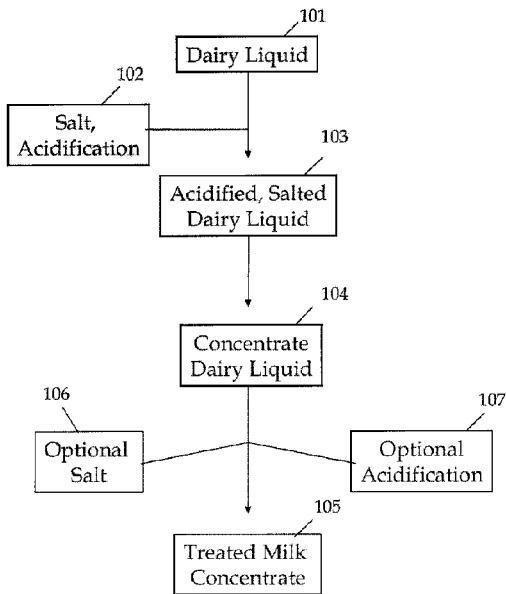 101
Dairy Liquid
102
Salt,
Acidification
103
Acidified, Salted
Dairy Liquid
104
Concentrate
Dairy Liquid
106
Optional
Salt
107
Optional
Acidification
105
Treated Milk
Concentrate